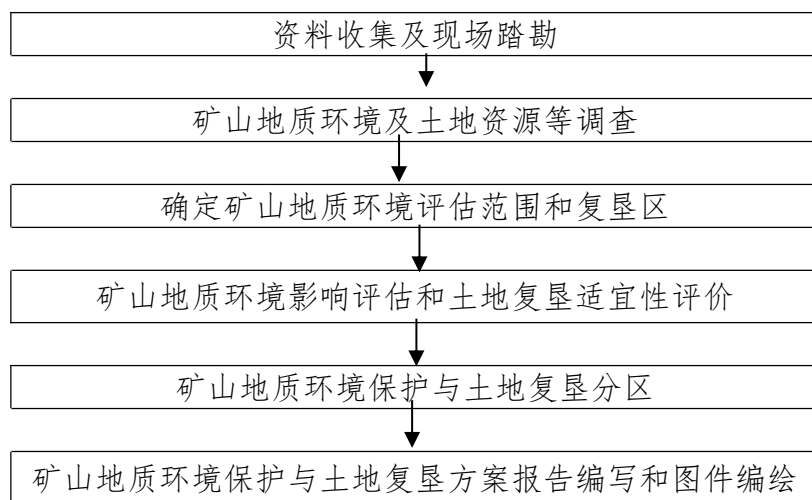 资料收集及现场踏勘
矿山地质环境及土地资源等调查
确定矿山地质环境评估范围和复垦区
矿山地质环境影响评估和土地复垦适宜性评价
矿山地质环境保护与土地复垦分区
矿山地质环境保护与土地复垦方案报告编写和图件编绘